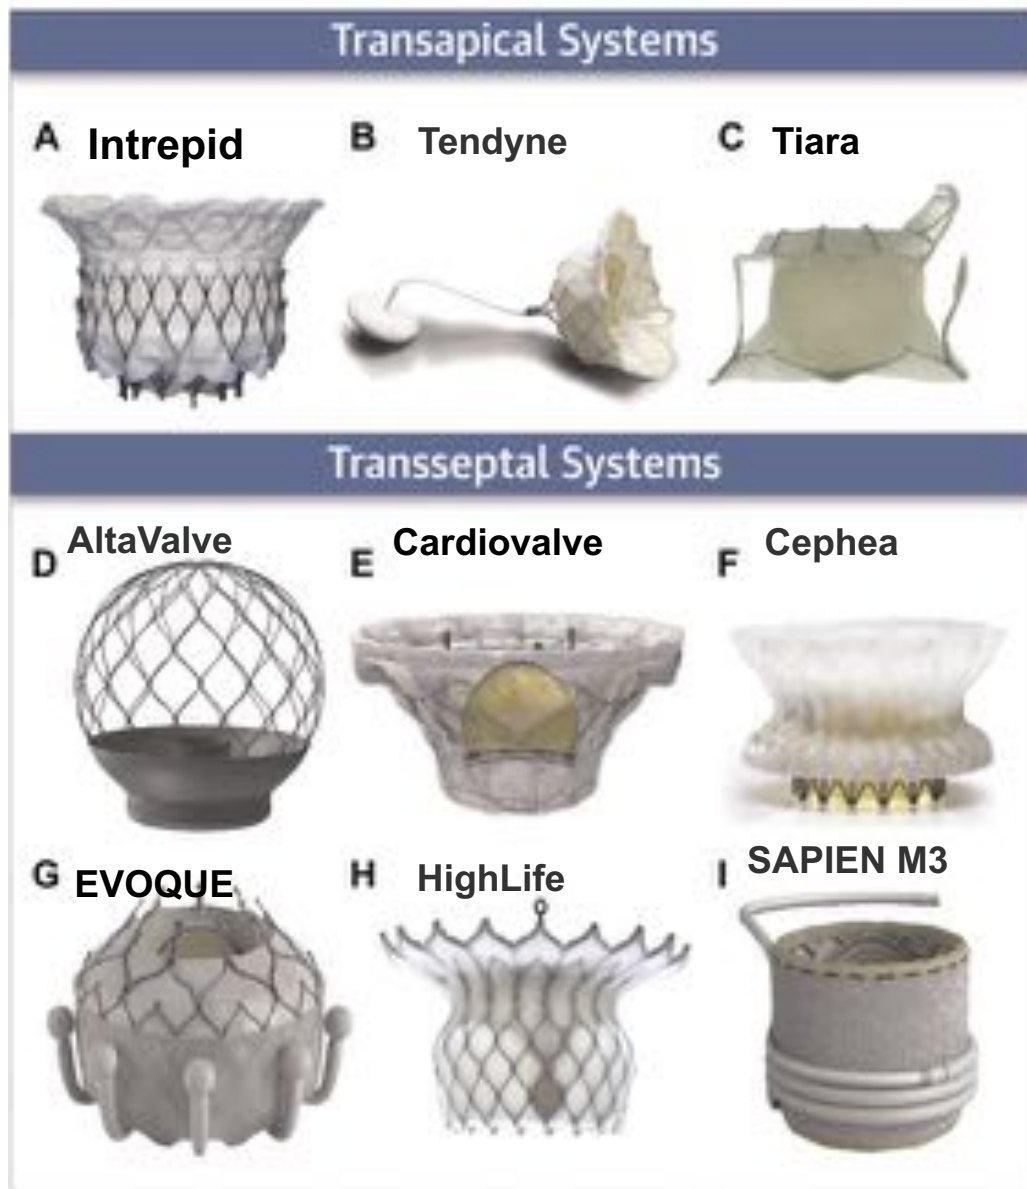 Transapical Systems
A Intrepid
B Tendyne
C Tiara
Transseptal Systems
D AltaValve
E Cardiovalve
F Cephea
G EVOQUE
H HighLife
I SAPIEN M3